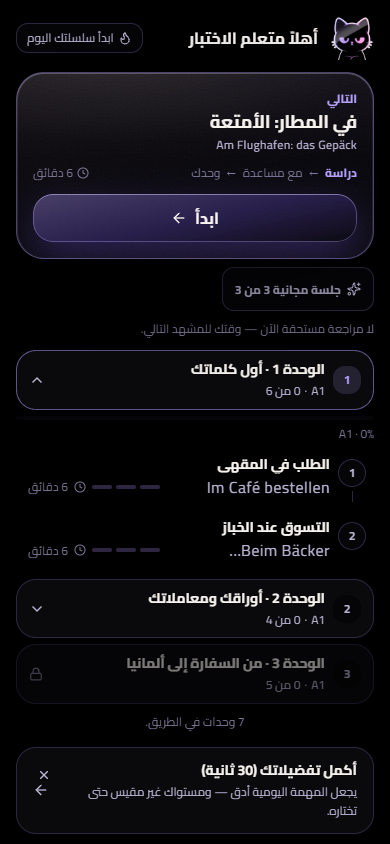 أهلاً متعلم الاختبار
ابدأ سلسلتك اليوم
التالي
في المطار: الأمتعة
Am Flughafen: das Gepäck
دراسة ← مع مساعدة ← وحدك
6 دقائق
ابدأ ←
جلسة مجانية 3 من 3
لا مراجعة مستحقة الآن — وقتك للمشهد التالي.
1
الوحدة 1 - أول كلماتك
A1 · 0 من 6
A1 · 0%
1
الطلب في المقهى
Im Café bestellen
6 دقائق
2
التسوق عند الخباز
Beim Bäcker...
6 دقائق
2
الوحدة 2 - أوراقك ومعاملاتك
A1 · 0 من 4
3
الوحدة 3 - من السفارة إلى ألمانيا
A1 · 0 من 5
7 وحدات في الطريق.
أكمل تفضيلاتك (30 ثانية)
يجعل المهمة اليومية أدق — ومستواك غير مقيس حتى
تختاره.